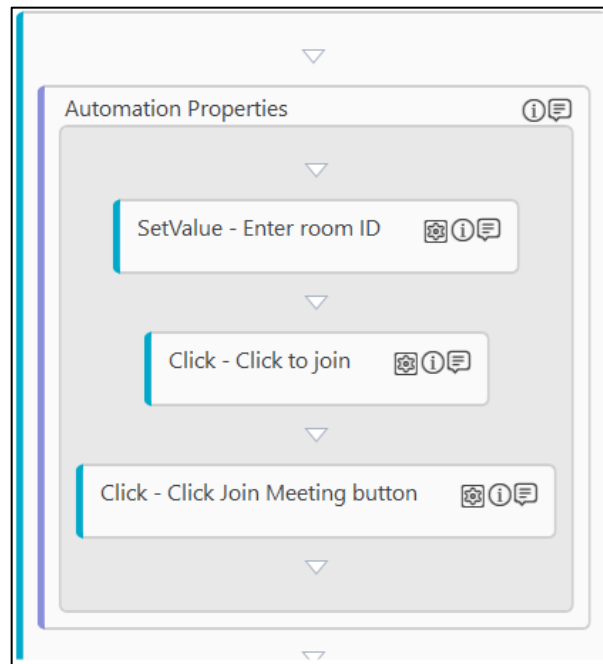 Automation Properties
SetValue - Enter room ID
Click - Click to join
Click - Click Join Meeting button